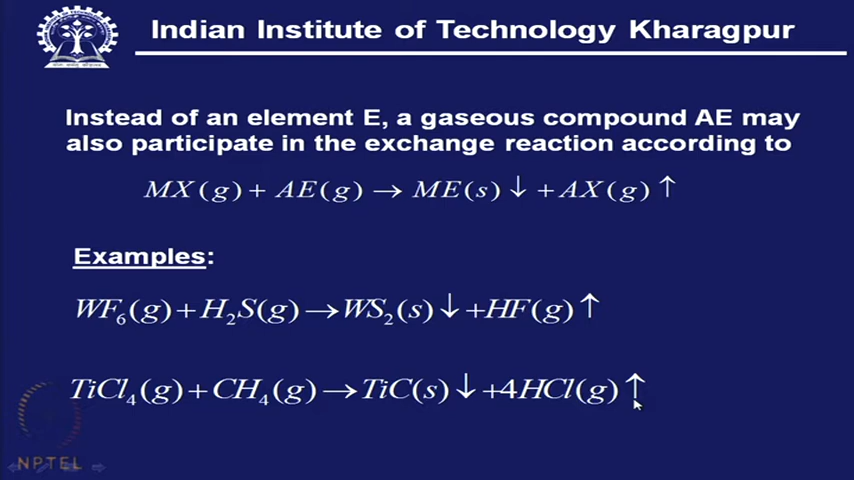 Indian Institute of Technology Kharagpur
Instead of an element E, a gaseous compound AE may
also participate in the exchange reaction according to
MX(g) + AE(g) → ME(s) ↓ + AX(g) ↑
Examples:
WF₆(g) + H₂S(g) → WS₂(s) ↓ + HF(g) ↑
TiCl₄(g) + CH₄(g) → TiC(s) ↓ + 4HCl(g) ↑
NPTEL